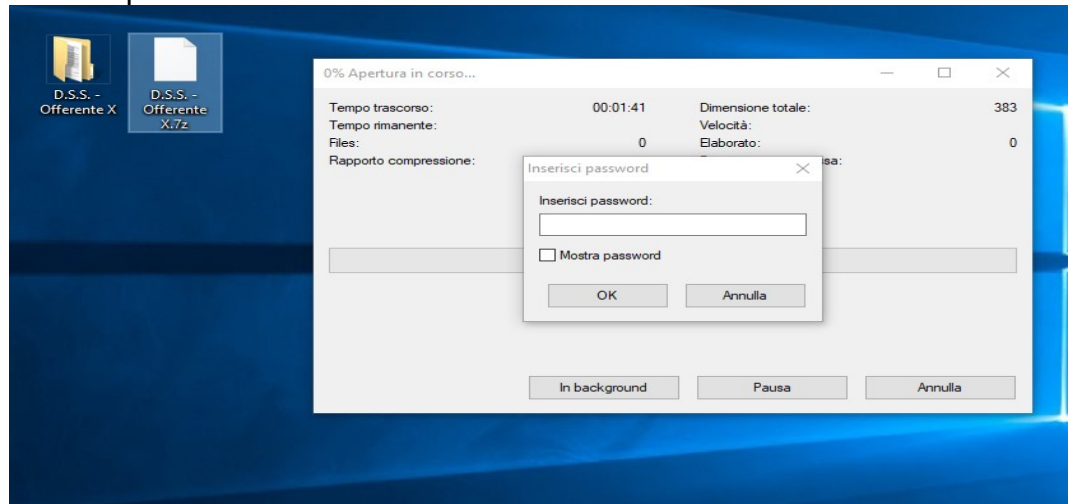 D.S.S. -
Offerente X
D.S.S. -
Offerente
X.7z
0% Apertura in corso...
Tempo trascorso: 00:01:41 Dimensione totale: 383
Tempo rimanente: Velocità:
Files: 0 Elaborato: 0
Rapporto compressione:
Inserisci password
Inserisci password:
Mostra password
OK Annulla
In background Pausa Annulla